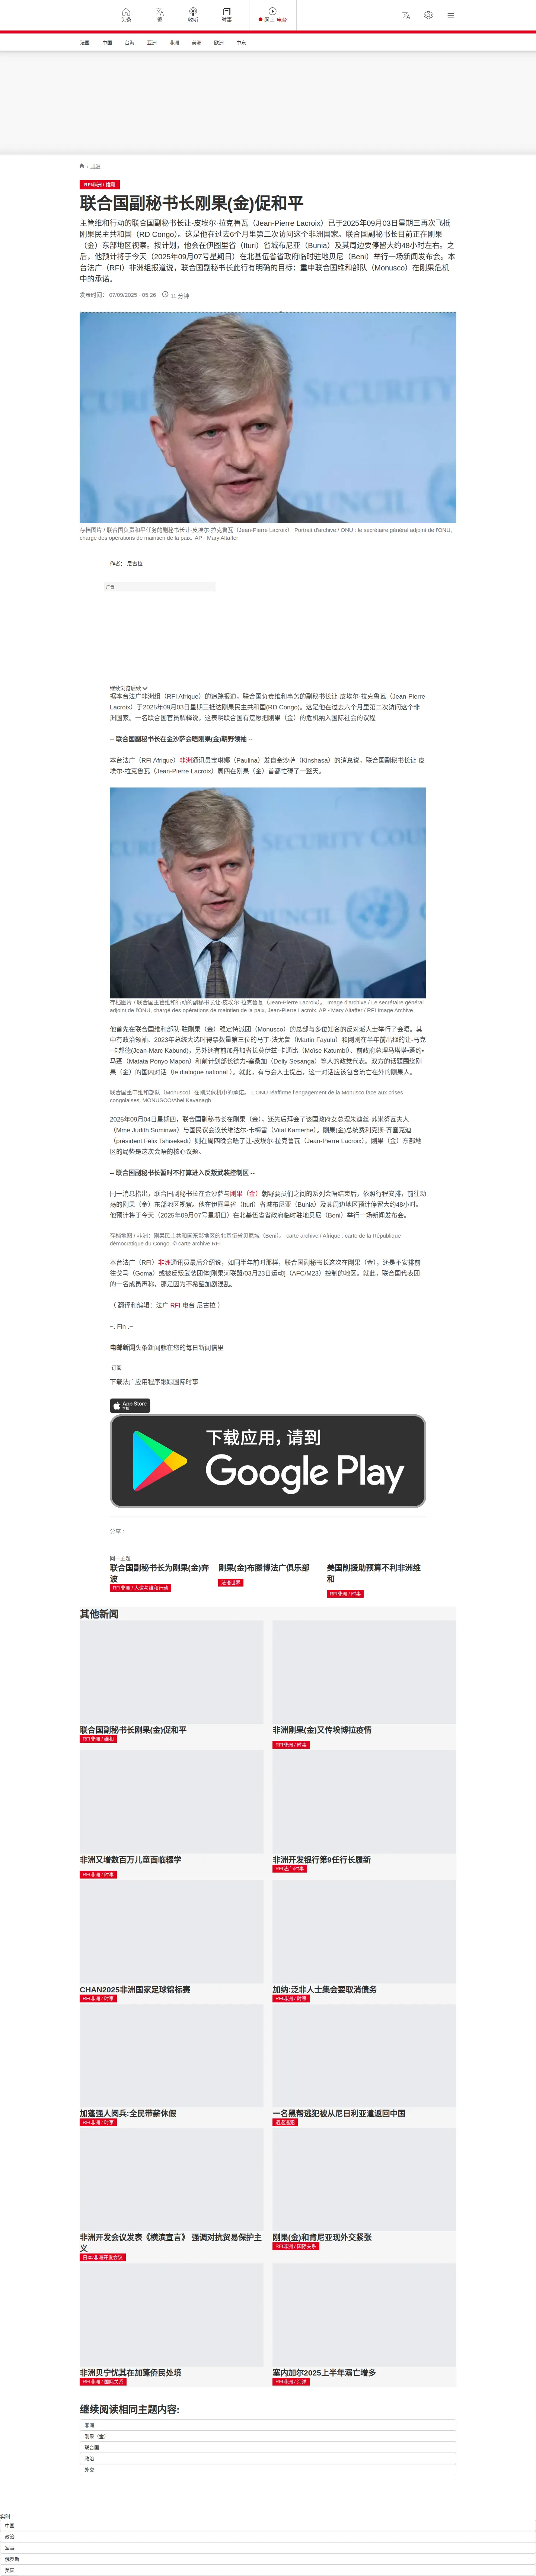 头条
繁
收听
时事
网上 电台
法国
中国
台海
亚洲
非洲
美洲
欧洲
中东
/ 非洲
RFI非洲 / 维和
联合国副秘书长刚果(金)促和平
主管维和行动的联合国副秘书长让-皮埃尔·拉克鲁瓦（Jean-Pierre Lacroix）已于2025年09月03日星期三再次飞抵
刚果民主共和国（RD Congo）。这是他在过去6个月里第二次访问这个非洲国家。联合国副秘书长目前正在刚果
（金）东部地区视察。按计划，他会在伊图里省（Ituri）省城布尼亚（Bunia）及其周边要停留大约48小时左右。之
后，他预计将于今天（2025年09月07号星期日）在北基伍省省政府临时驻地贝尼（Beni）举行一场新闻发布会。本
台法广（RFI）非洲组报道说，联合国副秘书长此行有明确的目标：重申联合国维和部队（Monusco）在刚果危机
中的承诺。
发表时间： 07/09/2025 - 05:26
11 分钟
存档图片 / 联合国负责和平任务的副秘书长让-皮埃尔·拉克鲁瓦（Jean-Pierre Lacroix） Portrait d'archive / ONU : le secrétaire général adjoint de l'ONU,
chargé des opérations de maintien de la paix. AP - Mary Altaffer
作者： 尼古拉
广告
继续浏览后续
据本台法广非洲组（RFI Afrique）的追踪报道，联合国负责维和事务的副秘书长让-皮埃尔·拉克鲁瓦（Jean-Pierre
Lacroix）于2025年09月03日星期三抵达刚果民主共和国(RD Congo)。这是他在过去六个月里第二次访问这个非
洲国家。一名联合国官员解释说，这表明联合国有意愿把刚果（金）的危机纳入国际社会的议程
-- 联合国副秘书长在金沙萨会晤刚果(金)朝野领袖 --
本台法广（RFI Afrique）非洲通讯员宝琳娜（Paulina）发自金沙萨（Kinshasa）的消息说，联合国副秘书长让-皮
埃尔·拉克鲁瓦（Jean-Pierre Lacroix）周四在刚果（金）首都忙碌了一整天。
存档图片 / 联合国主管维和行动的副秘书长让-皮埃尔·拉克鲁瓦（Jean-Pierre Lacroix）。 Image d'archive / Le secrétaire général
adjoint de l'ONU, chargé des opérations de maintien de la paix, Jean-Pierre Lacroix. AP - Mary Altaffer / RFI Image Archive
他首先在联合国维和部队·驻刚果（金）稳定特派团（Monusco）的总部与多位知名的反对派人士举行了会晤。其
中有政治领袖。2023年总统大选时得票数量第三位的马丁·法尤鲁（Martin Fayulu）和刚刚在半年前出狱的让-马克
·卡邦德(Jean-Marc Kabund)。另外还有前加丹加省长莫伊兹·卡通比（Moïse Katumbi）、前政府总理马塔塔•蓬约•
马蓬（Matata Ponyo Mapon）和前计划部长德力•塞桑加（Delly Sesanga）等人的政党代表。双方的话题围绕刚
果（金）的国内对话（le dialogue national ）。就此，有与会人士提出，这一对话应该包含流亡在外的刚果人。
联合国重申维和部队（Monusco）在刚果危机中的承诺。 L'ONU réaffirme l'engagement de la Monusco face aux crises
congolaises. MONUSCO/Abel Kavanagh
2025年09月04日星期四，联合国副秘书长在刚果（金），还先后拜会了该国政府女总理朱迪丝·苏米努瓦夫人
（Mme Judith Suminwa）与国民议会议长维达尔·卡梅雷（Vital Kamerhe）。刚果(金)总统费利克斯·齐塞克迪
（président Félix Tshisekedi）则在周四晚会晤了让-皮埃尔·拉克鲁瓦（Jean-Pierre Lacroix）。刚果（金）东部地
区的局势是这次会晤的核心议题。
-- 联合国副秘书长暂时不打算进入反叛武装控制区 --
同一消息指出，联合国副秘书长在金沙萨与刚果（金）朝野要员们之间的系列会晤结束后，依照行程安排，前往动
荡的刚果（金）东部地区视察。他在伊图里省（Ituri）省城布尼亚（Bunia）及其周边地区预计停留大约48小时。
他预计将于今天（2025年09月07号星期日）在北基伍省省政府临时驻地贝尼（Beni）举行一场新闻发布会。
存档地图 / 非洲：刚果民主共和国东部地区的北基伍省贝尼城（Beni）。 carte archive / Afrique : carte de la République
démocratique du Congo. © carte archive RFI
本台法广（RFI）非洲通讯员最后介绍说，如同半年前时那样，联合国副秘书长这次在刚果（金），还是不安排前
往戈马（Goma）或被反叛武装团体[刚果河联盟/03月23日运动]（AFC/M23）控制的地区。就此，联合国代表团
的一名成员声称，那是因为不希望加剧混乱。
（ 翻译和编辑：法广 RFI 电台 尼古拉 ）
~. Fin .~
电邮新闻头条新闻就在您的每日新闻信里
订阅
下载法广应用程序跟踪国际时事
App Store
下载
下载应用，请到
Google Play
分享 :
同一主题
联合国副秘书长为刚果(金)奔
波
RFI非洲 / 人道与维和行动
刚果(金)布滕博法广俱乐部
法语世界
美国削援助预算不利非洲维
和
RFI非洲 / 时事
其他新闻
联合国副秘书长刚果(金)促和平
RFI非洲 / 维和
非洲刚果(金)又传埃博拉疫情
RFI非洲 / 时事
非洲又增数百万儿童面临辍学
RFI非洲 / 时事
非洲开发银行第9任行长履新
RFI法广/时事
CHAN2025非洲国家足球锦标赛
RFI非洲 / 时事
加纳:泛非人士集会要取消债务
RFI非洲 / 时事
加蓬强人阅兵:全民带薪休假
RFI非洲 / 时事
一名黑帮逃犯被从尼日利亚遣返回中国
遣返逃犯
非洲开发会议发表《横滨宣言》 强调对抗贸易保护主
义
日本/非洲开发会议
刚果(金)和肯尼亚现外交紧张
RFI非洲 / 国际关系
非洲贝宁忧其在加蓬侨民处境
RFI非洲 / 国际关系
塞内加尔2025上半年溺亡增多
RFI非洲 / 海洋
继续阅读相同主题内容:
非洲
刚果（金）
联合国
政治
外交
实时
中国
政治
军事
俄罗斯
美国